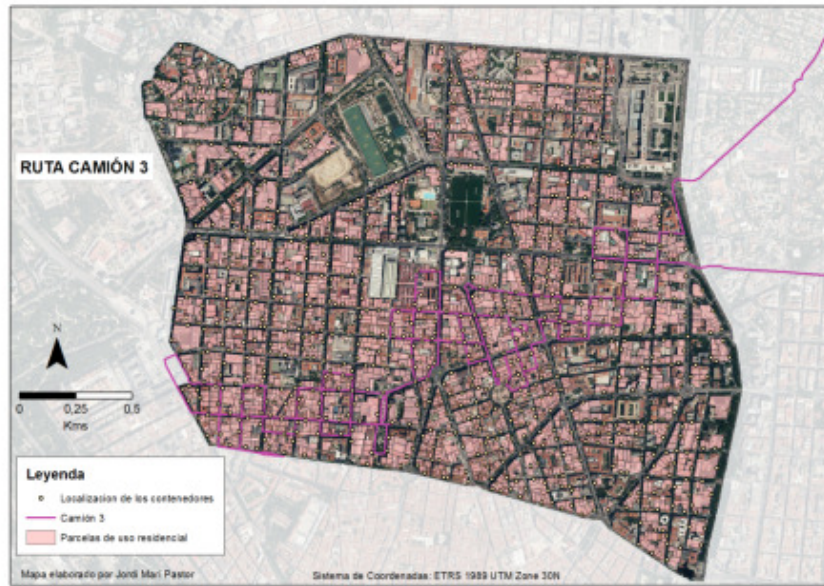 RUTA CAMIÓN 3
N
0 0,25 0,5
Kms
Leyenda
Localizacion de los contenedores
Camión 3
Parcelas de uso residencial
Mapa elaborado por Jordi Marí Pastor
Sistema de Coordenadas: ETRS 1989 UTM Zone 30N